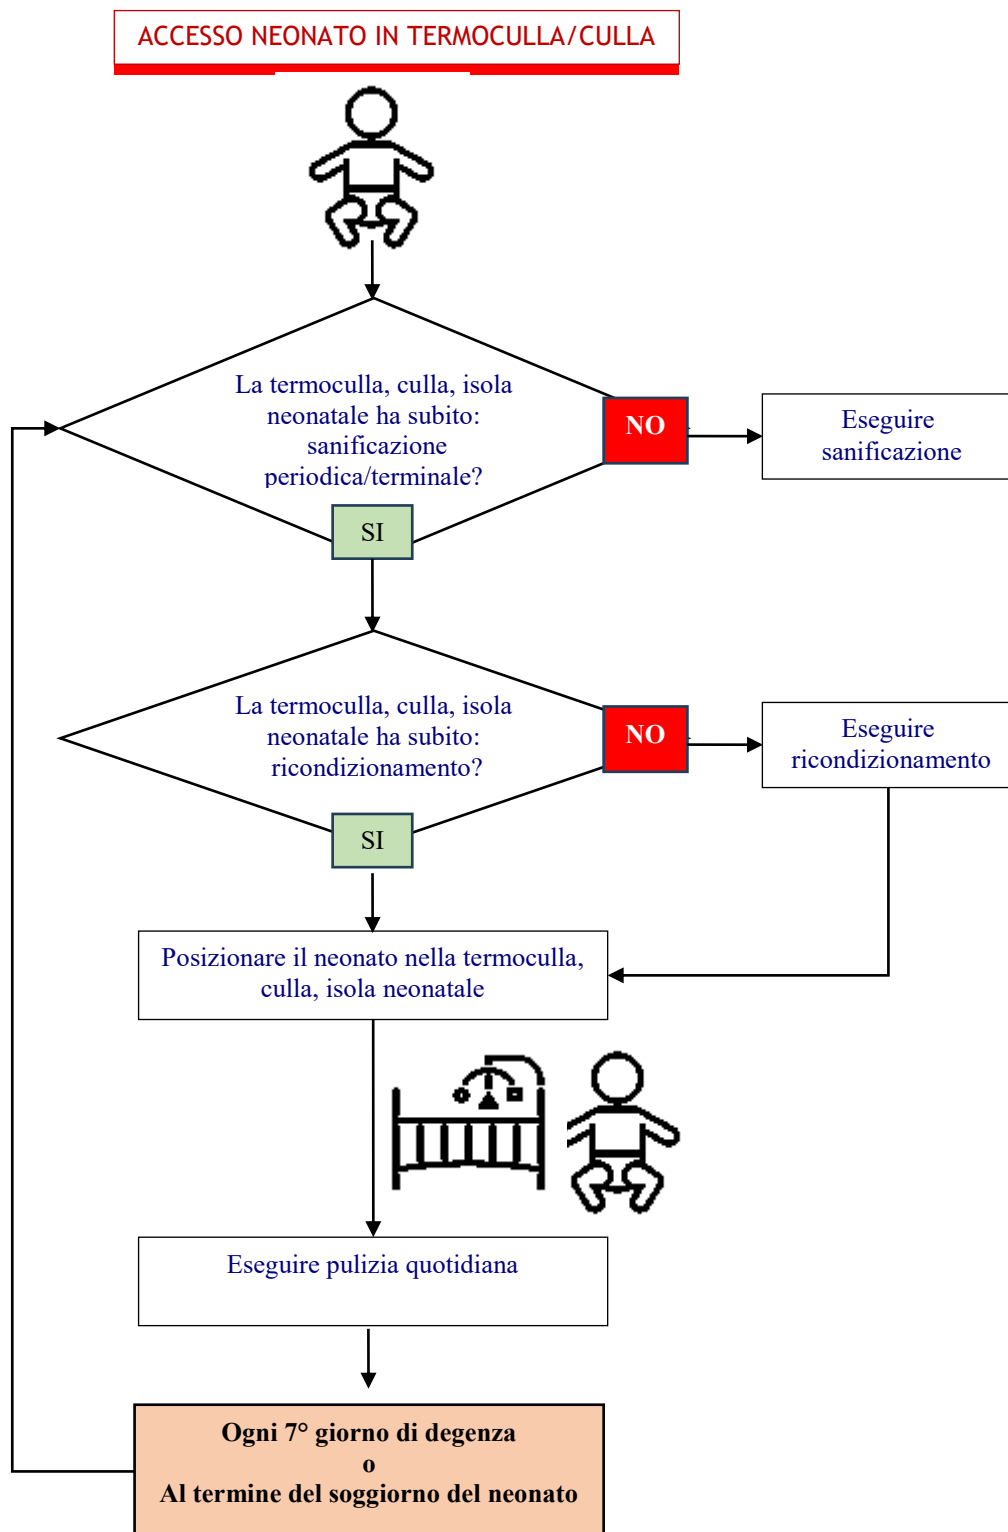 ACCESSO NEONATO IN TERMOCULLA/CULLA
La termoculla, culla, isola
neonatale ha subito:
sanificazione
periodica/terminale?
NO
Eseguire
sanificazione
SI
La termoculla, culla, isola
neonatale ha subito:
ricondizionamento?
NO
Eseguire
ricondizionamento
SI
Posizionare il neonato nella termoculla,
culla, isola neonatale
Eseguire pulizia quotidiana
Ogni 7° giorno di degenza
o
Al termine del soggiorno del neonato